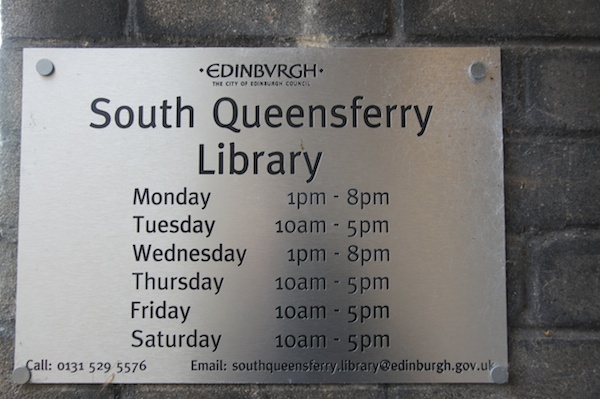 ·EDINBVRGH·
THE CITY OF EDINBURGH COUNCIL
South Queensferry
Library
Monday 1pm - 8pm
Tuesday 10am - 5pm
Wednesday 1pm - 8pm
Thursday 10am - 5pm
Friday 10am - 5pm
Saturday 10am - 5pm
Call: 0131 529 5576 Email: southqueensferry.library@edinburgh.gov.uk